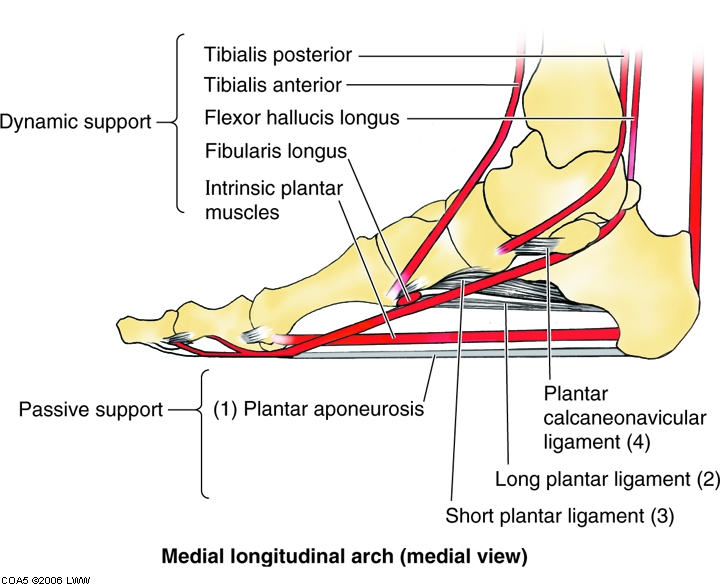 Tibialis posterior
Tibialis anterior
Dynamic support
Flexor hallucis longus
Fibularis longus
Intrinsic plantar
muscles
Passive support
(1) Plantar aponeurosis
Plantar
calcaneonavicular
ligament (4)
Long plantar ligament (2)
Short plantar ligament (3)
Medial longitudinal arch (medial view)
COA5 ©2006 LWW